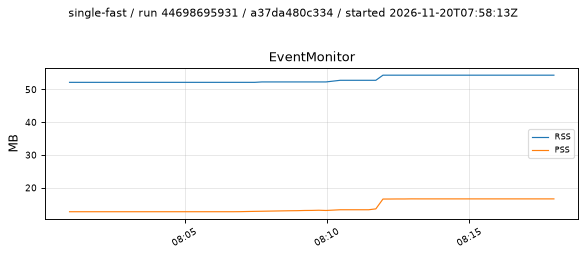 single-fast / run 44698695931 / a37da480c334 / started 2026-11-20T07:58:13Z
EventMonitor
MB
50
40
30
20
RSS
PSS
08:05
08:10
08:15